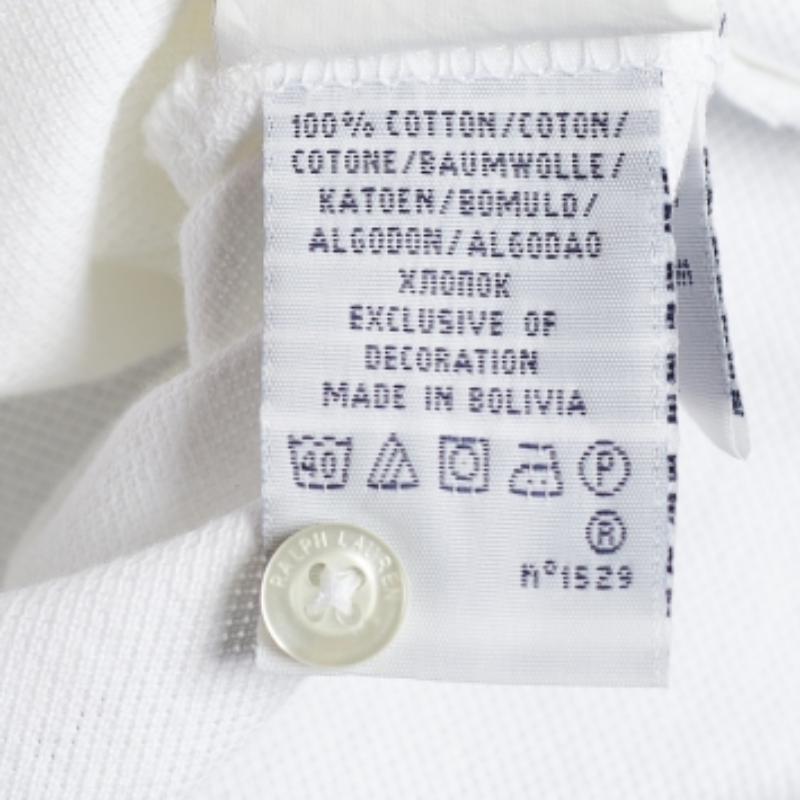 100% COTTON/COTON/
COTONE/BAUMWOLLE/
KATOEN/BOMULD/
ALGODON/ALGODAO
ХЛОПОК
EXCLUSIVE OF
DECORATION
MADE IN BOLIVIA
40
P
®
n°1529
RALPH LAUREN